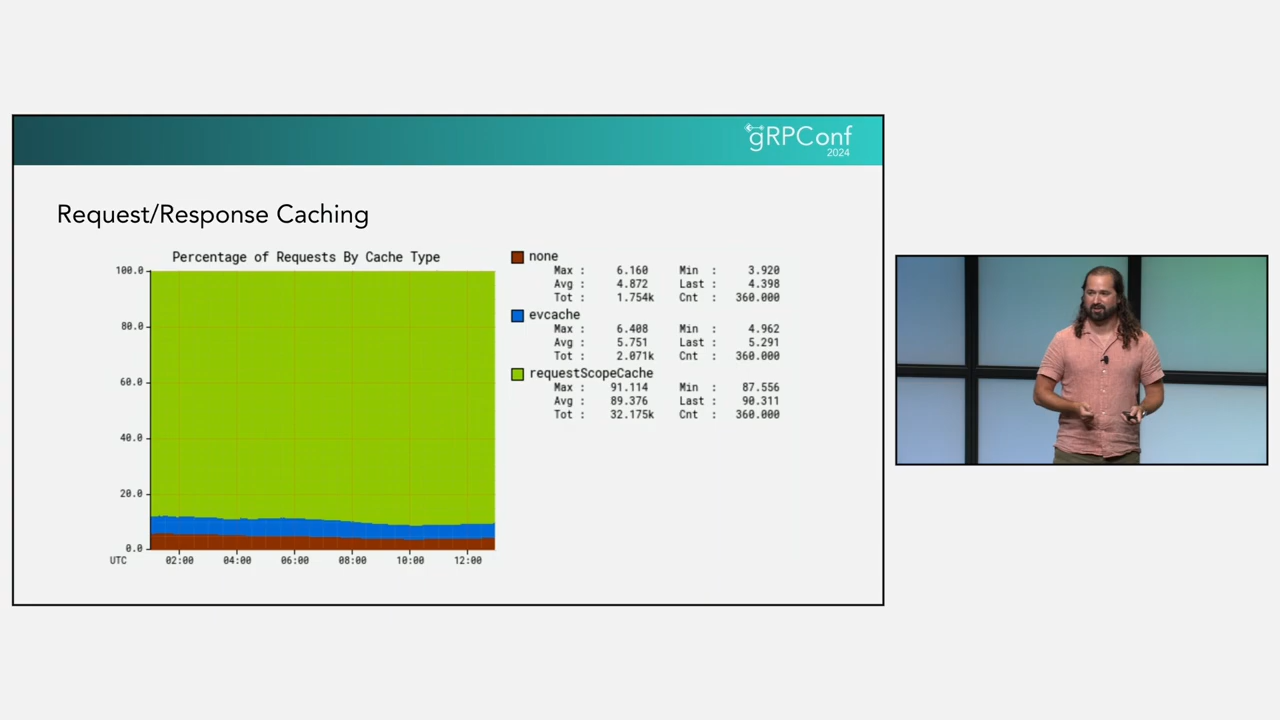 gRPConf
2024
Request/Response Caching
Percentage of Requests By Cache Type
100.0
80.0
60.0
40.0
20.0
0.0
UTC 02:00 04:00 06:00 08:00 10:00 12:00
none
Max : 6.160 Min : 3.920
Avg : 4.872 Last : 4.398
Tot : 1.754k Cnt : 360.000
evcache
Max : 6.408 Min : 4.962
Avg : 5.751 Last : 5.291
Tot : 2.071k Cnt : 360.000
requestScopeCache
Max : 91.114 Min : 87.556
Avg : 89.376 Last : 90.311
Tot : 32.175k Cnt : 360.000